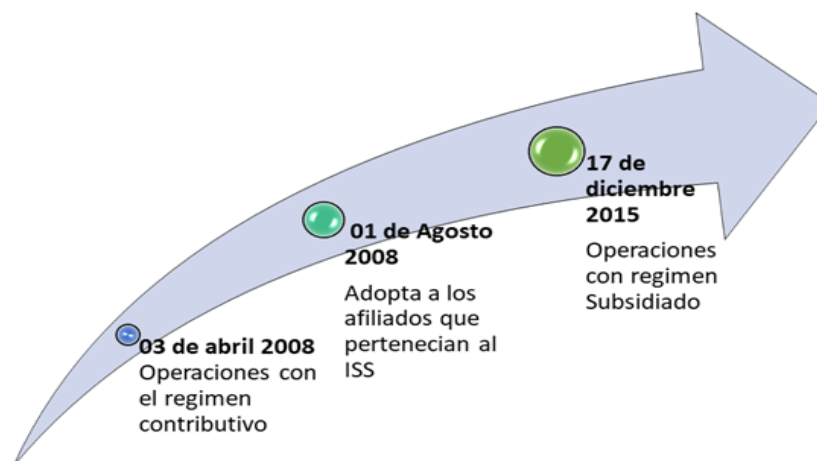 03 de abril 2008
Operaciones con
el regimen
contributivo
01 de Agosto
2008
Adopta a los
afiliados que
pertenecian al
ISS
17 de
diciembre
2015
Operaciones
con regimen
Subsidiado